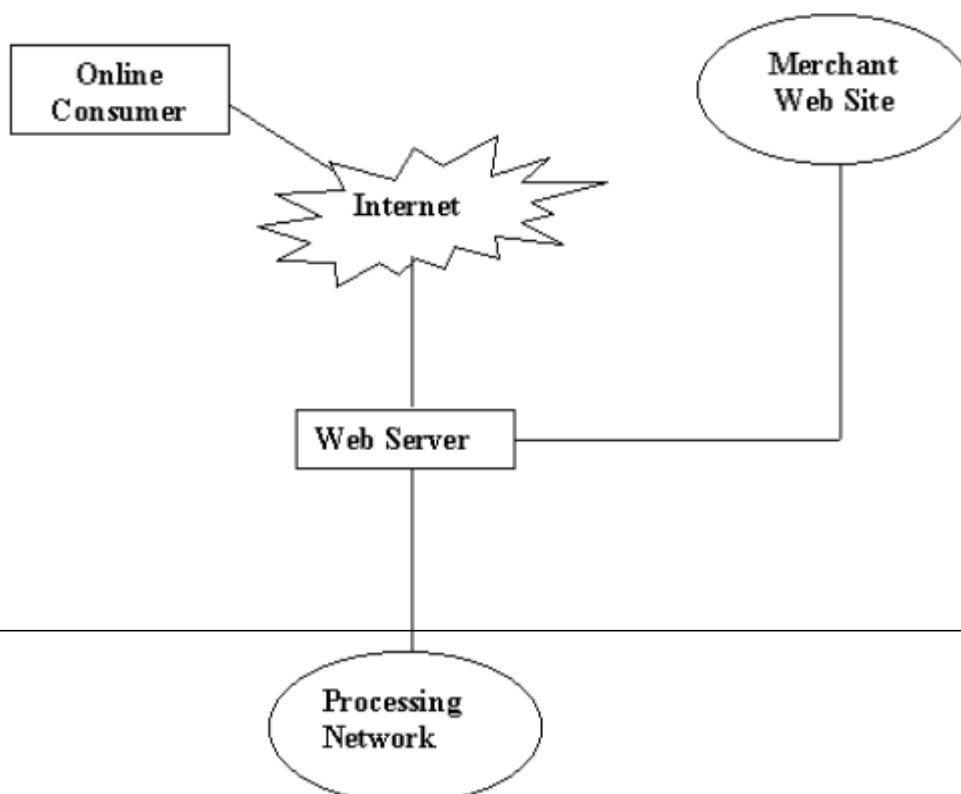 Online
Consumer
Merchant
Web Site
Internet
Web Server
Processing
Network